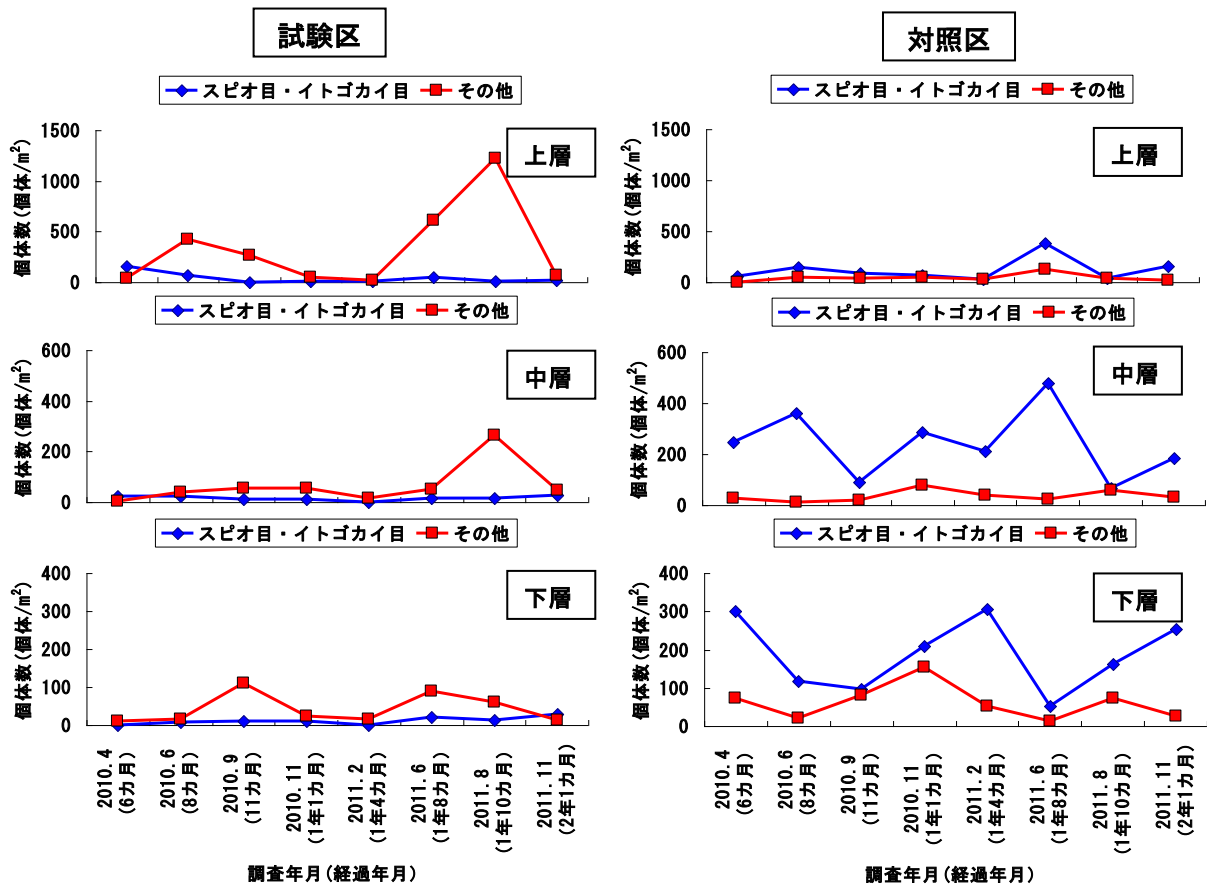 試験区
スピオ目・イトゴカイ目 その他
個体数(個体/m²)
上層
1500
1000
500
0
スピオ目・イトゴカイ目 その他
個体数(個体/m²)
中層
600
400
200
0
スピオ目・イトゴカイ目 その他
個体数(個体/m²)
下層
400
300
200
100
0
2010.4
(6カ月)
2010.6
(8カ月)
2010.9
(11カ月)
2010.11
(1年1カ月)
2011.2
(1年4カ月)
2011.6
(1年8カ月)
2011.8
(1年10カ月)
2011.11
(2年1カ月)
調査年月(経過年月)
対照区
スピオ目・イトゴカイ目 その他
個体数(個体/m²)
上層
1500
1000
500
0
スピオ目・イトゴカイ目 その他
個体数(個体/m²)
中層
600
400
200
0
スピオ目・イトゴカイ目 その他
個体数(個体/m²)
下層
400
300
200
100
0
2010.4
(6カ月)
2010.6
(8カ月)
2010.9
(11カ月)
2010.11
(1年1カ月)
2011.2
(1年4カ月)
2011.6
(1年8カ月)
2011.8
(1年10カ月)
2011.11
(2年1カ月)
調査年月(経過年月)